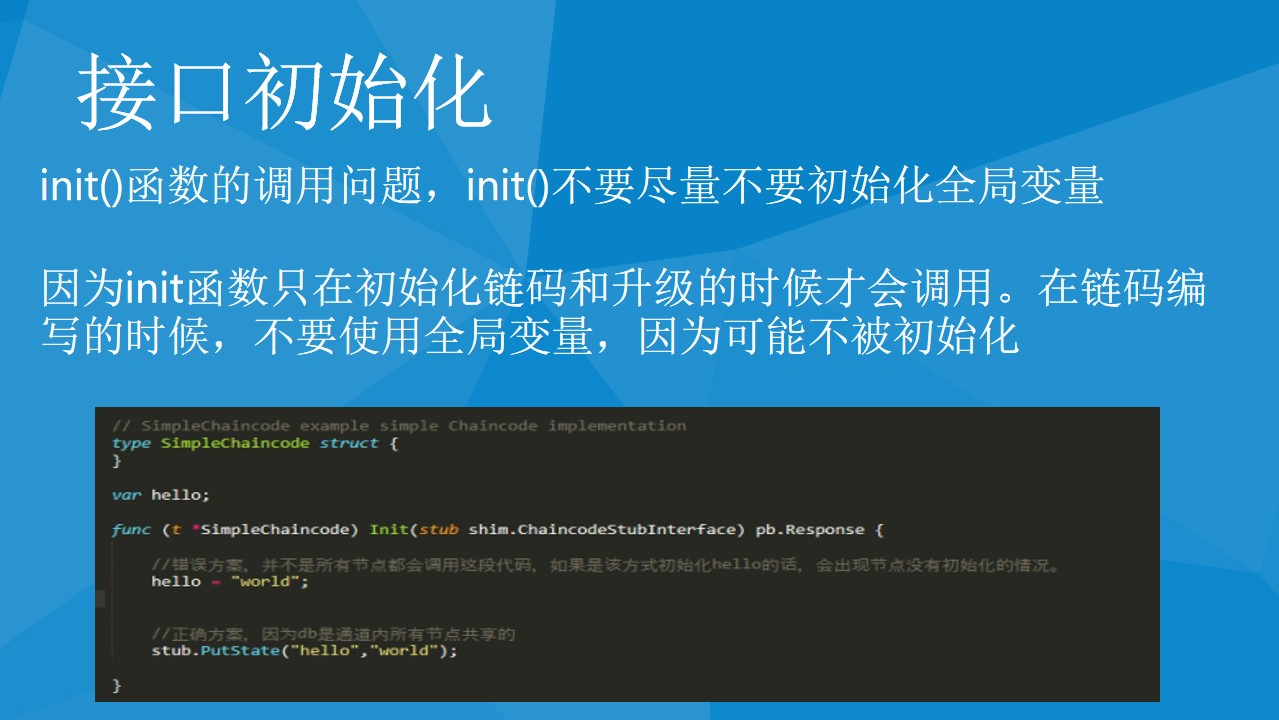 接口初始化
init()函数的调用问题，init()不要尽量不要初始化全局变量
因为init函数只在初始化链码和升级的时候才会调用。在链码编
写的时候，不要使用全局变量，因为可能不被初始化
// SimpleChaincode example simple Chaincode implementation
type SimpleChaincode struct {
}
var hello;
func (t *SimpleChaincode) Init(stub shim.ChaincodeStubInterface) pb.Response {
//错误方案，并不是所有节点都会调用这段代码，如果是该方式初始化hello的话，会出现节点没有初始化的情况。
hello = "world";
//正确方案，因为db是通道内所有节点共享的
stub.PutState("hello","world");
}